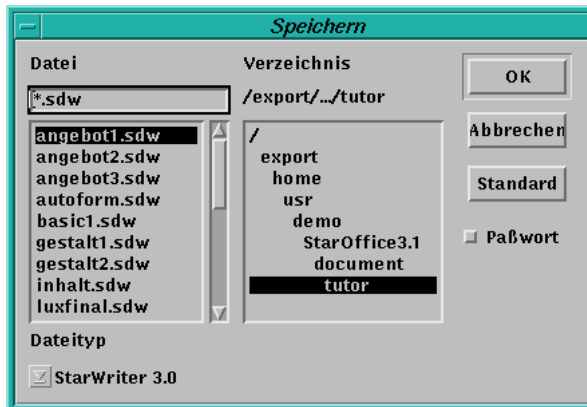 Speichern
Datei
*.sdw
angebot1.sdw
angebot2.sdw
angebot3.sdw
autoform.sdw
basic1.sdw
gestalt1.sdw
gestalt2.sdw
inhalt.sdw
luxfinal.sdw
Dateityp
StarWriter 3.0
Verzeichnis
/export/.../tutor
/
export
home
usr
demo
StarOffice3.1
document
tutor
OK
Abbrechen
Standard
Paßwort